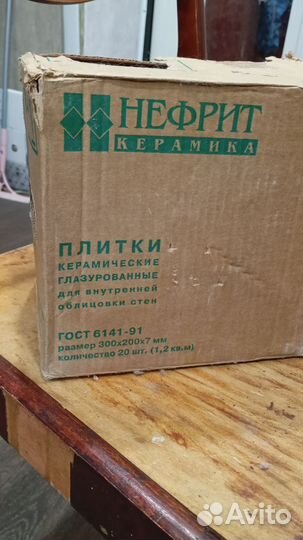 НЕФРИТ
КЕРАМИКА
ПЛИТКИ
КЕРАМИЧЕСКИЕ
ГЛАЗУРОВАННЫЕ
для внутренней
облицовки стен
ГОСТ 6141-91
размер 300х200х7 мм
количество 20 шт. (1,2 кв.м)
Avito